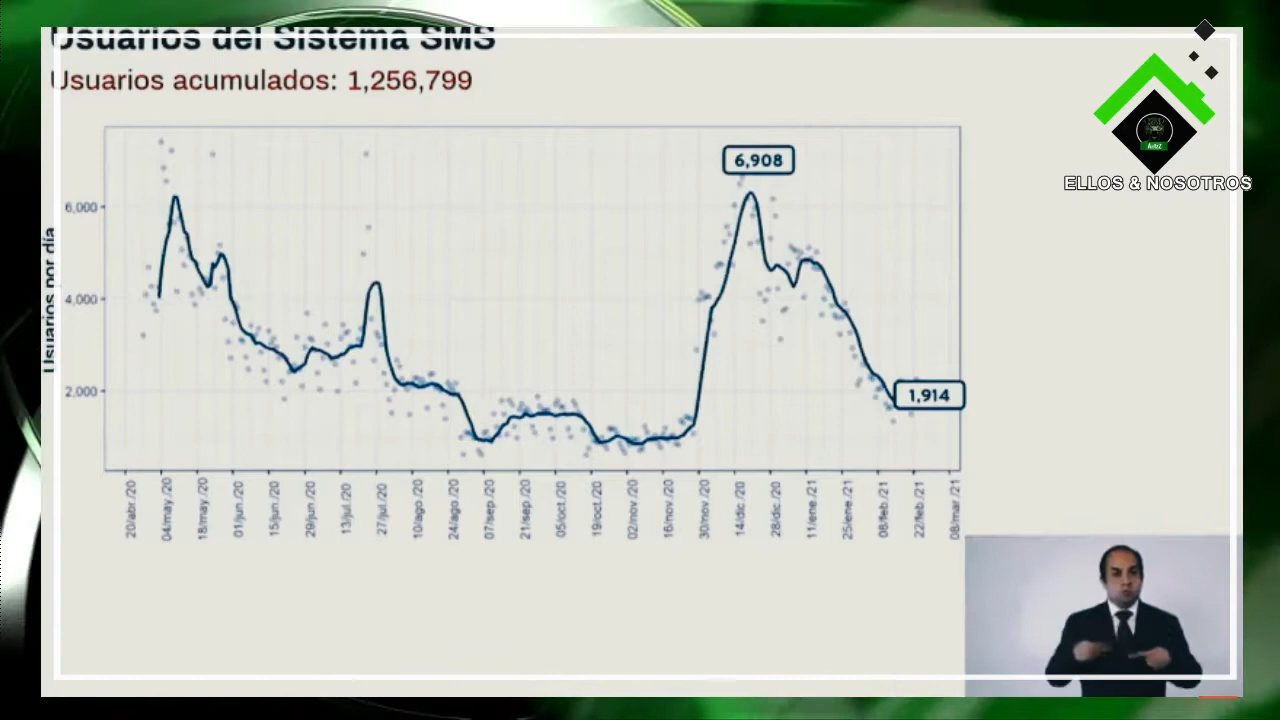 Usuarios del Sistema SMS
Usuarios acumulados: 1,256,799
ELLOS & NOSOTROS
Usuarios por día
6,908
6,000
4,000
2,000
1,914
20/abr./20
04/may./20
18/may./20
01/jun./20
15/jun./20
29/jun./20
13/jul./20
27/jul./20
10/ago./20
24/ago./20
07/sep./20
21/sep./20
05/oct./20
19/oct./20
02/nov./20
16/nov./20
30/nov./20
14/dic./20
28/dic./20
11/ene./21
25/ene./21
08/feb./21
22/feb./21
08/mar./21